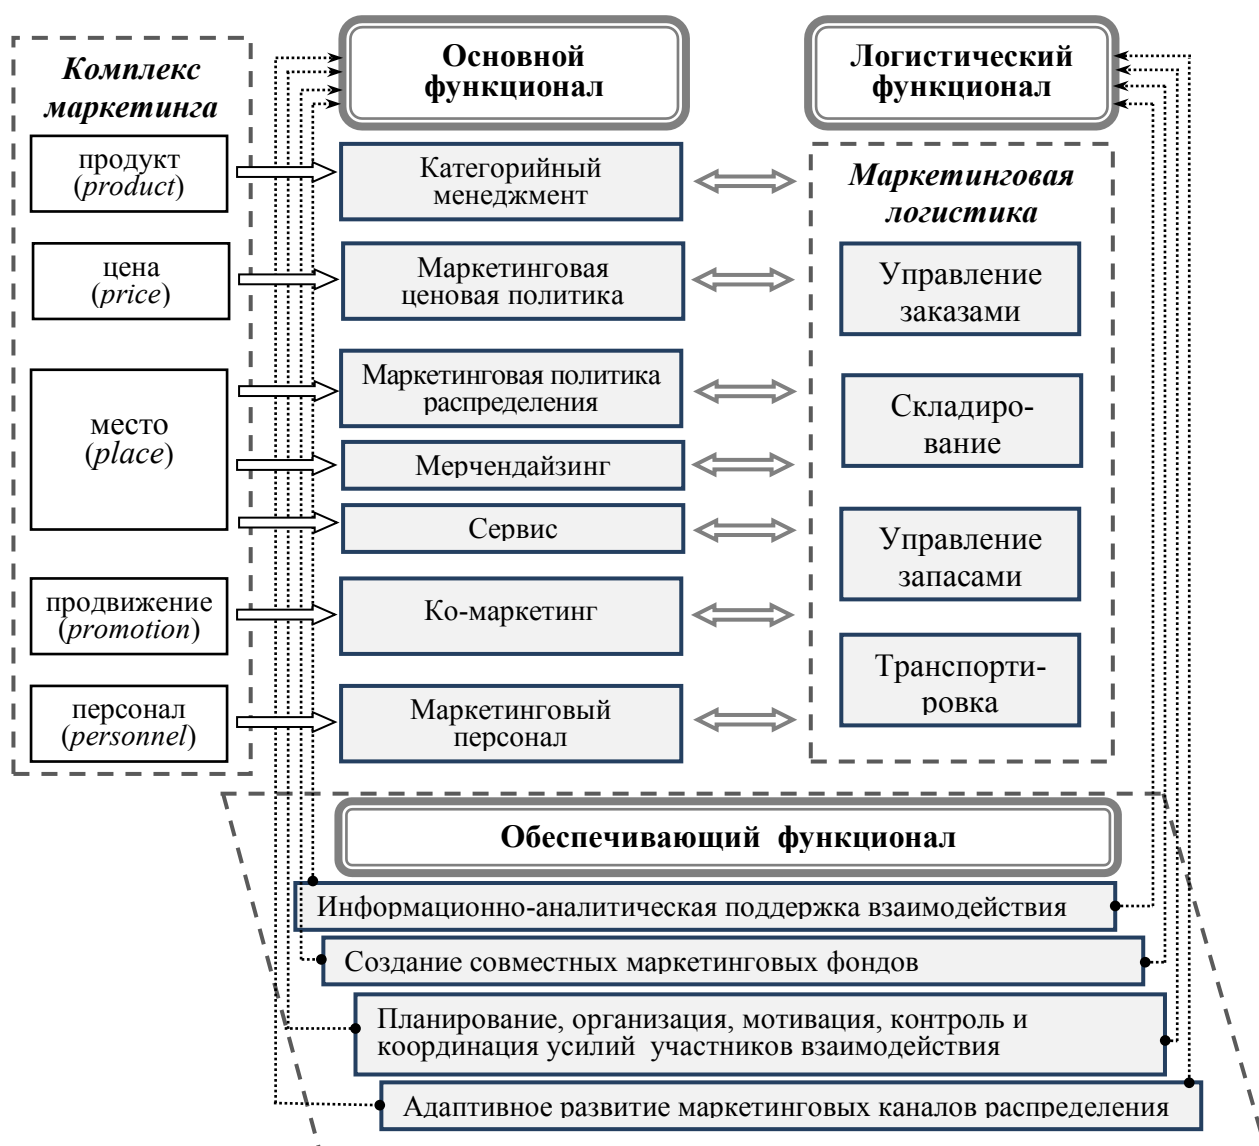 Комплекс
маркетинга
продукт
(product)
цена
(price)
место
(place)
продвижение
(promotion)
персонал
(personnel)
Основной
функционал
Категорийный
менеджмент
Маркетинговая
ценовая политика
Маркетинговая политика
распределения
Мерчендайзинг
Сервис
Ко-маркетинг
Маркетинговый
персонал
Логистический
функционал
Маркетинговая
логистика
Управление
заказами
Складиро-
вание
Управление
запасами
Транспорти-
ровка
Обеспечивающий функционал
Информационно-аналитическая поддержка взаимодействия
Создание совместных маркетинговых фондов
Планирование, организация, мотивация, контроль и
координация усилий участников взаимодействия
Адаптивное развитие маркетинговых каналов распределения